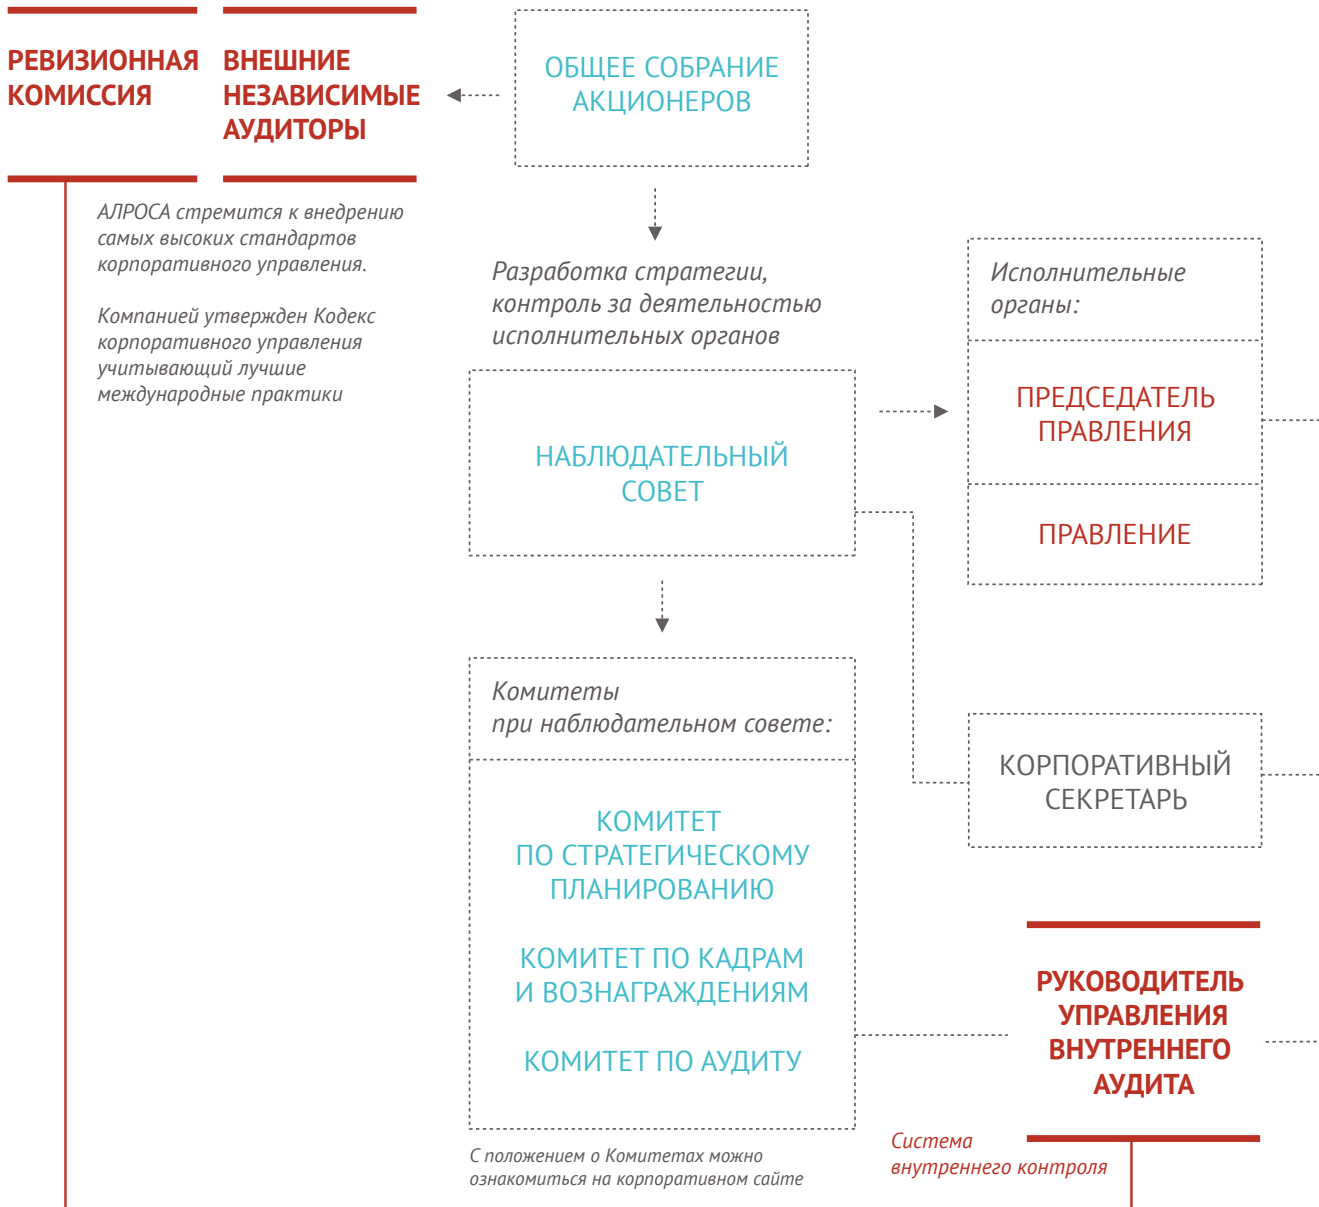 РЕВИЗИОННАЯ
КОМИССИЯ
ВНЕШНИЕ
НЕЗАВИСИМЫЕ
АУДИТОРЫ
ОБЩЕЕ СОБРАНИЕ
АКЦИОНЕРОВ
АЛРОСА стремится к внедрению
самых высоких стандартов
корпоративного управления.
Компанией утвержден Кодекс
корпоративного управления
учитывающий лучшие
международные практики
Разработка стратегии,
контроль за деятельностью
исполнительных органов
НАБЛЮДАТЕЛЬНЫЙ
СОВЕТ
Исполнительные
органы:
ПРЕДСЕДАТЕЛЬ
ПРАВЛЕНИЯ
ПРАВЛЕНИЕ
Комитеты
при наблюдательном совете:
КОМИТЕТ
ПО СТРАТЕГИЧЕСКОМУ
ПЛАНИРОВАНИЮ
КОМИТЕТ ПО КАДРАМ
И ВОЗНАГРАЖДЕНИЯМ
КОМИТЕТ ПО АУДИТУ
КОРПОРАТИВНЫЙ
СЕКРЕТАРЬ
РУКОВОДИТЕЛЬ
УПРАВЛЕНИЯ
ВНУТРЕННЕГО
АУДИТА
С положением о Комитетах можно
ознакомиться на корпоративном сайте
Система
внутреннего контроля